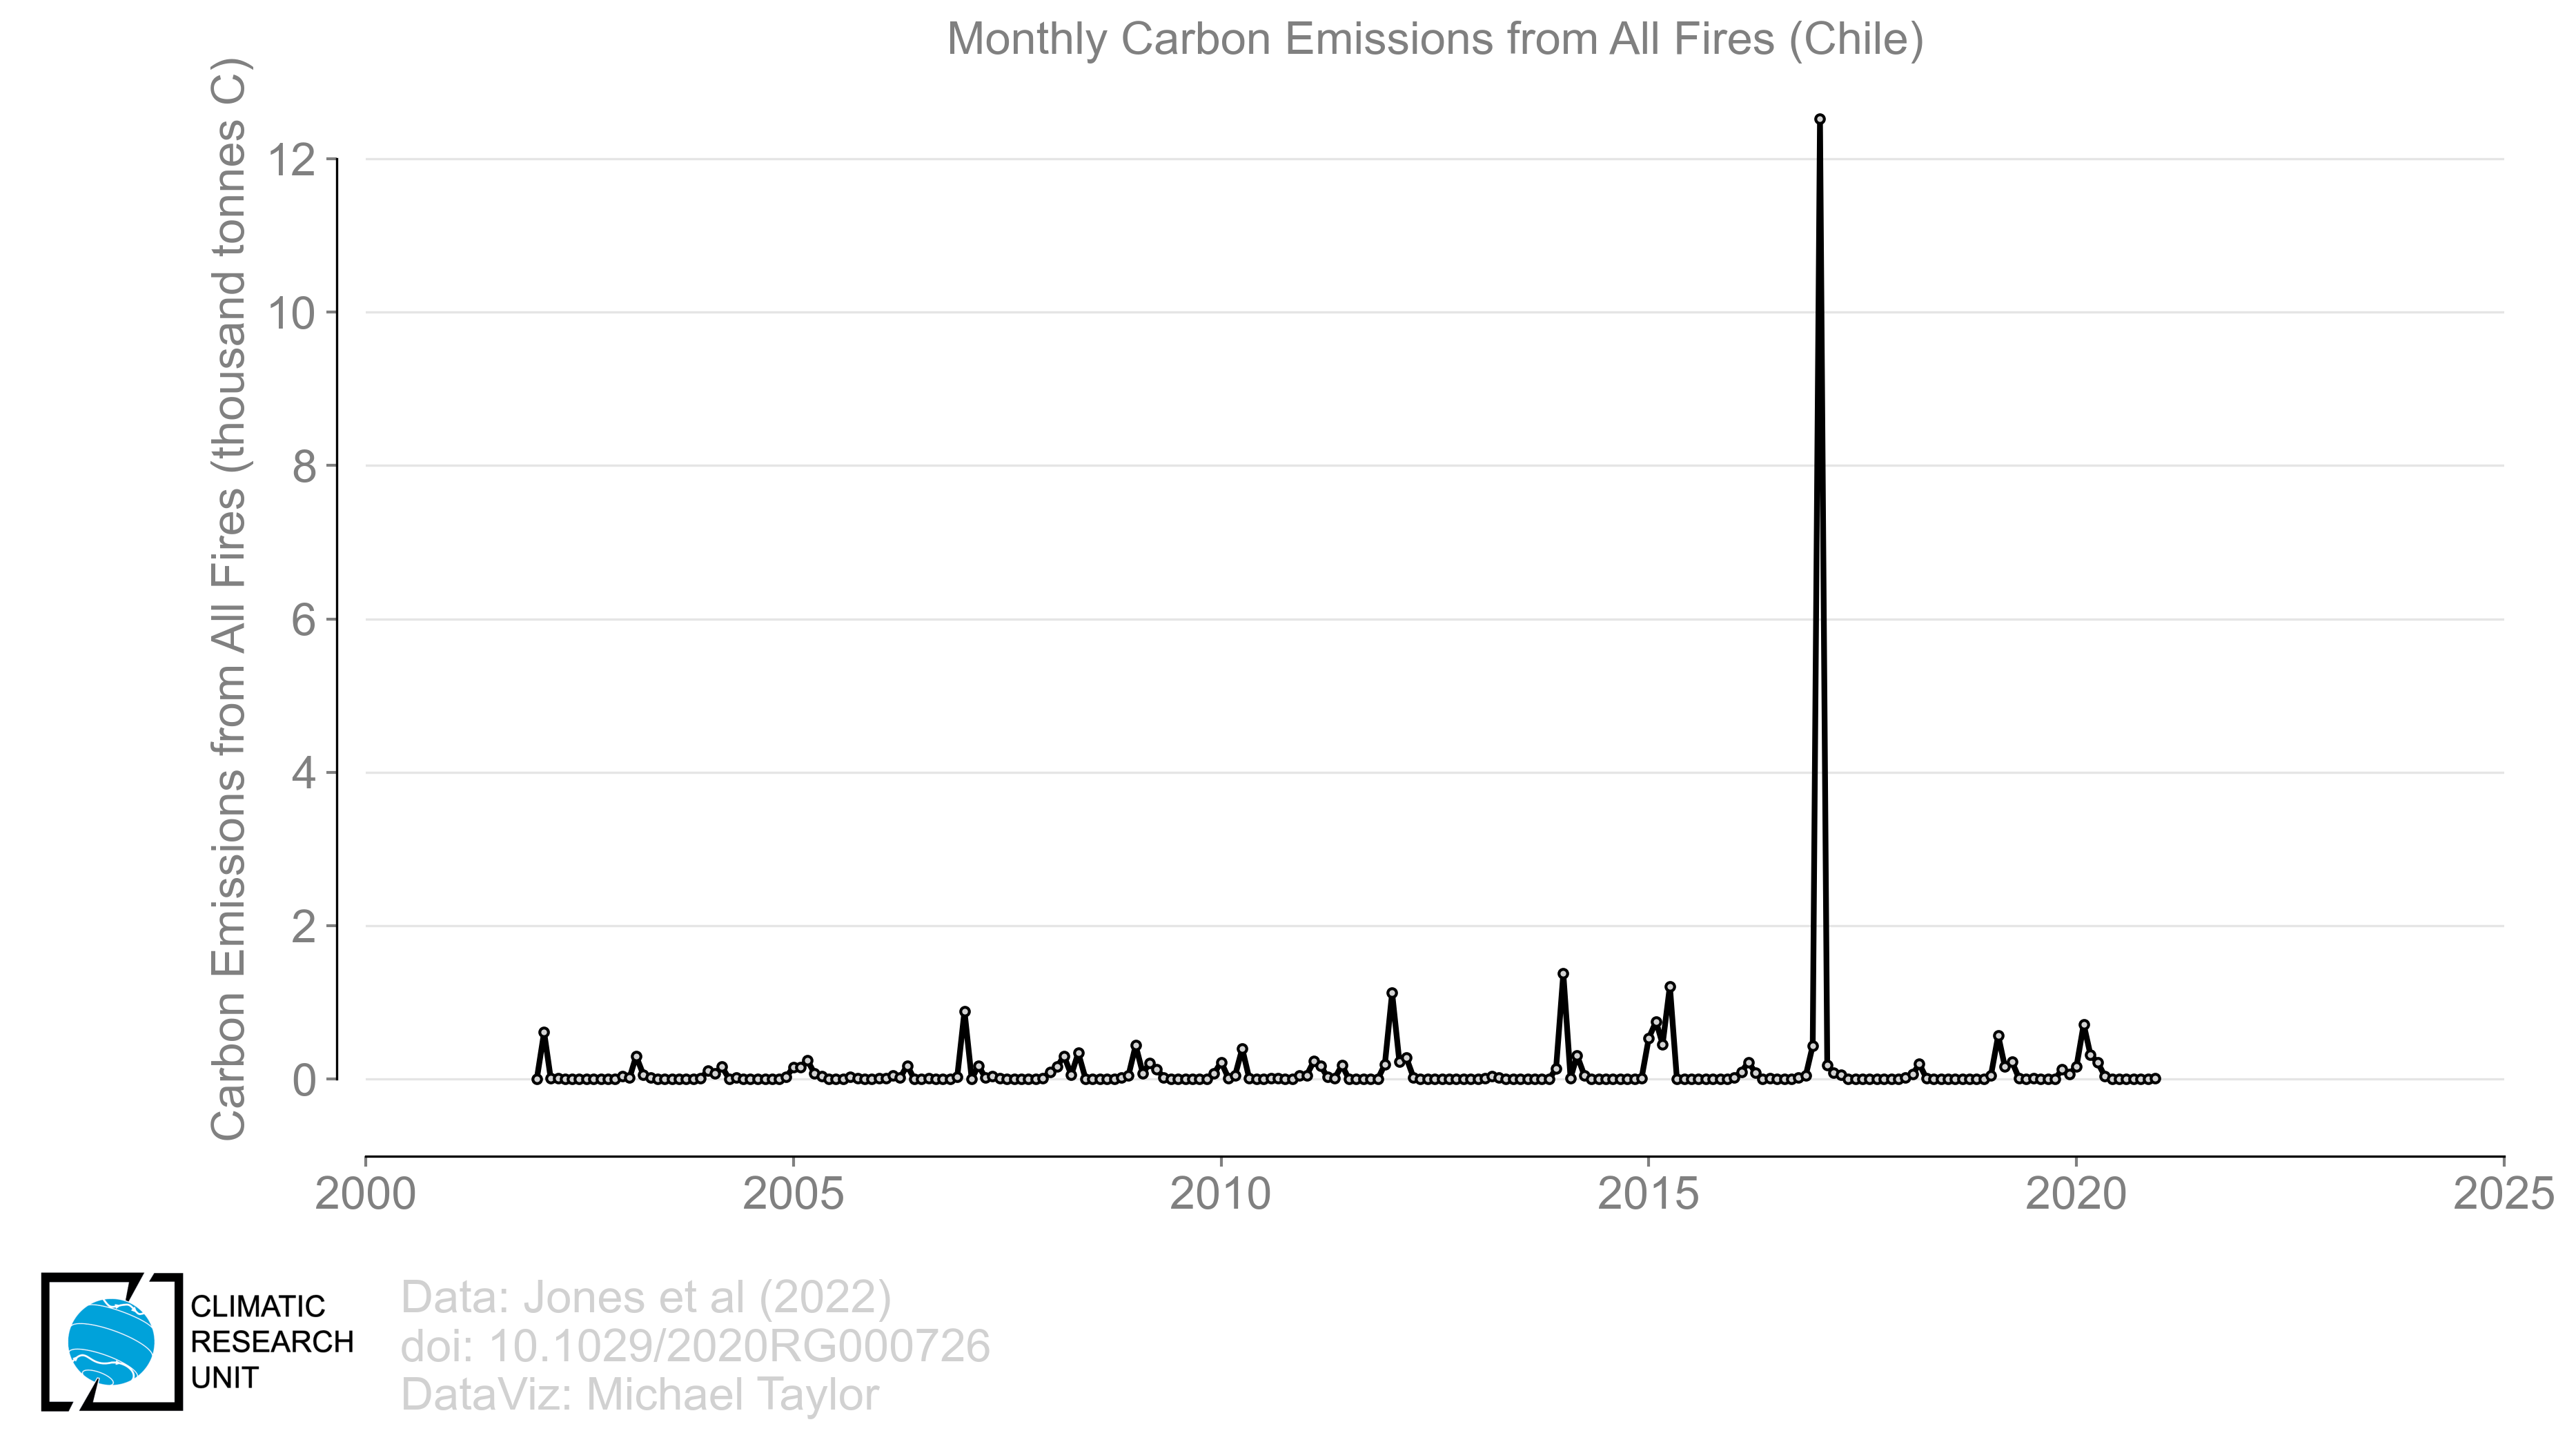 Monthly Carbon Emissions from All Fires (Chile)
Carbon Emissions from All Fires (thousand tonnes C)
12
10
8
6
4
2
0
2000
2005
2010
2015
2020
2025
CLIMATIC
RESEARCH
UNIT
Data: Jones et al (2022)
doi: 10.1029/2020RG000726
DataViz: Michael Taylor